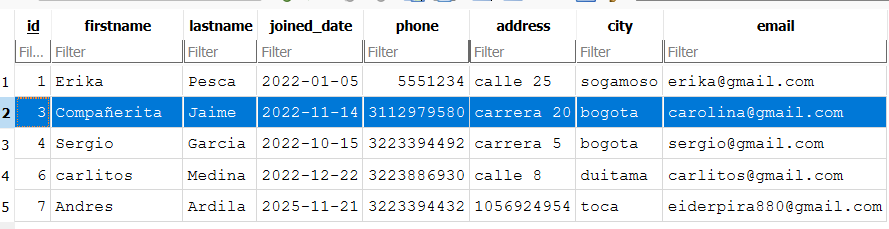 id firstname lastname joined_date phone address city email
Fil... Filter Filter Filter Filter Filter Filter Filter
1 1 Erika Pesca 2022-01-05 5551234 calle 25 sogamoso erika@gmail.com
2 3 Compañerita Jaime 2022-11-14 3112979580 carrera 20 bogota carolina@gmail.com
3 4 Sergio Garcia 2022-10-15 3223394492 carrera 5 bogota sergio@gmail.com
4 6 carlitos Medina 2022-12-22 3223886930 calle 8 duitama carlitos@gmail.com
5 7 Andres Ardila 2025-11-21 3223394432 1056924954 toca eiderpira880@gmail.com